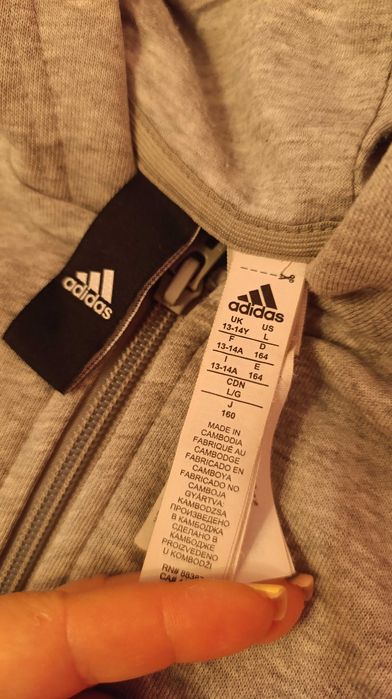 adidas
adidas
UK US
13-14Y L
F D
13-14A 164
I E
13-14A 164
CDN
L/G
J
160
MADE IN
CAMBODIA
FABRIQUÉ AU
CAMBODGE
FABRICADO EN
CAMBOYA
FABRICADO NO
CAMBOJA
GYÁRTVA:
KAMBODZSA
ПРОИЗВЕДЕНО
В КАМБОДЖА
СДЕЛАНО В
КАМБОДЖЕ
PROIZVEDENO
U KOMBODŽI